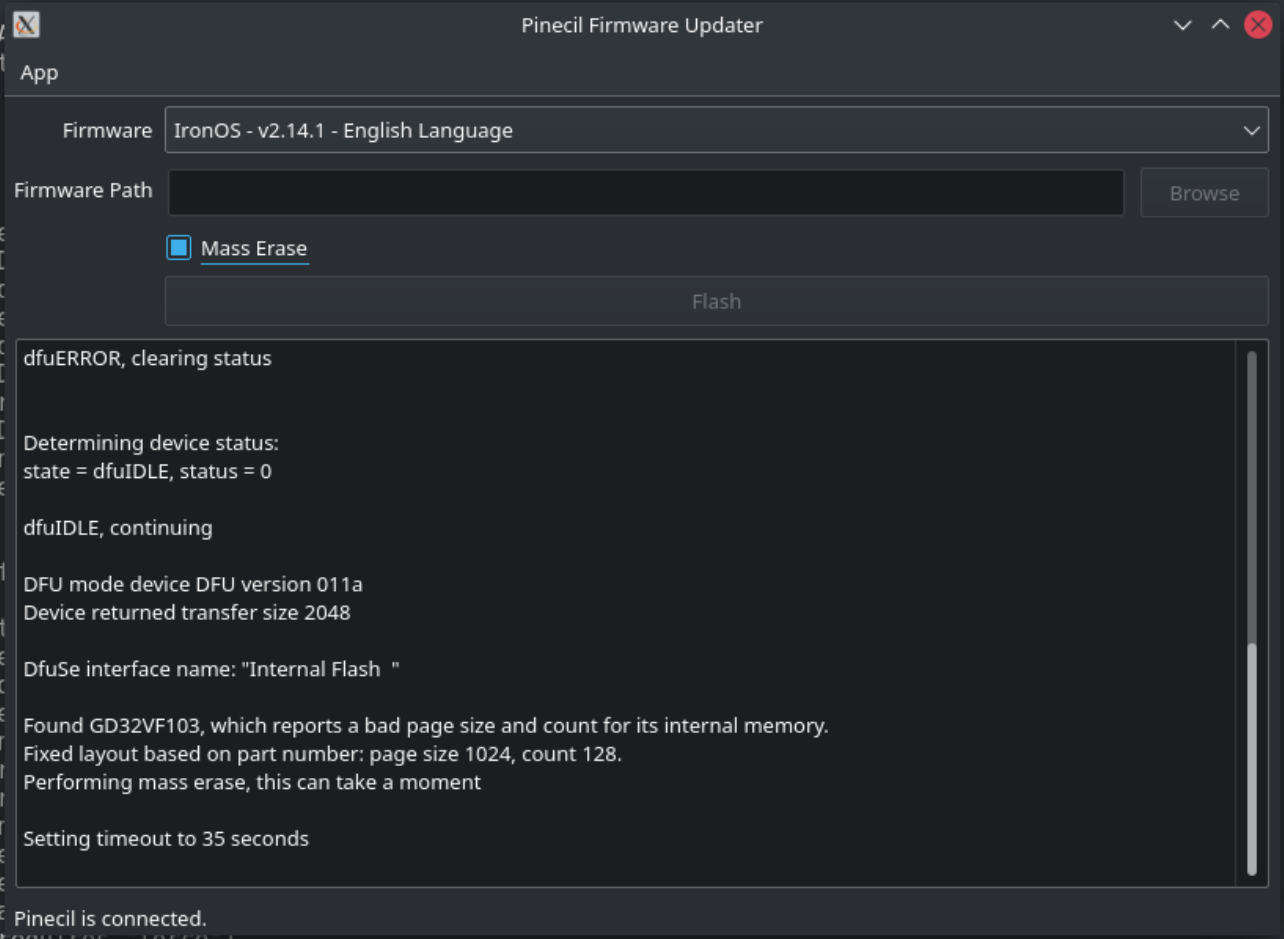 Pinecil Firmware Updater
App
Firmware
IronOS - v2.14.1 - English Language
Firmware Path
Browse
Mass Erase
Flash
dfuERROR, clearing status
Determining device status:
state = dfuIDLE, status = 0
dfuIDLE, continuing
DFU mode device DFU version 011a
Device returned transfer size 2048
DfuSe interface name: "Internal Flash  "
Found GD32VF103, which reports a bad page size and count for its internal memory.
Fixed layout based on part number: page size 1024, count 128.
Performing mass erase, this can take a moment
Setting timeout to 35 seconds
Pinecil is connected.